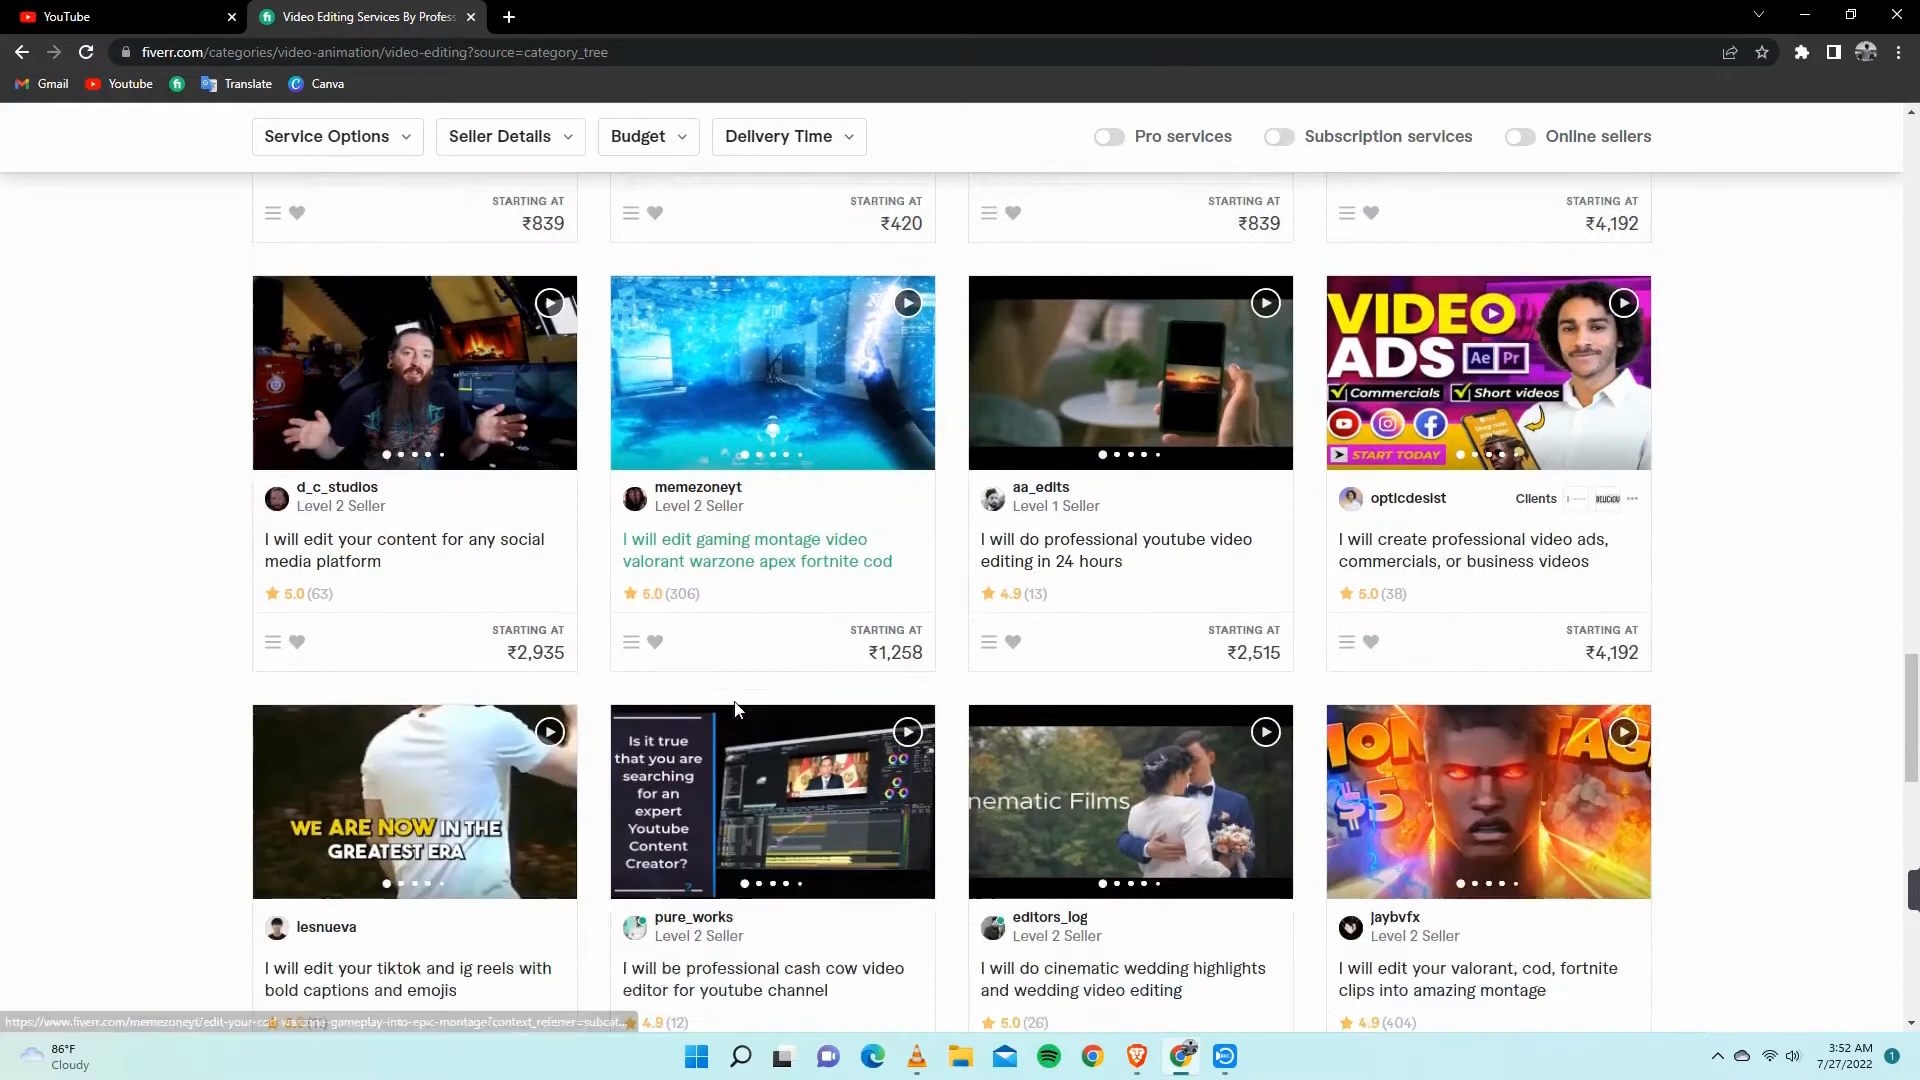 YouTube
Video Editing Services By Profes
fiverr.com/categories/video-animation/video-editing?source=category_tree
Gmail
Youtube
Translate
Canva
Service Options
Seller Details
Budget
Delivery Time
Pro services
Subscription services
Online sellers
STARTING AT
₹839
STARTING AT
₹420
STARTING AT
₹839
STARTING AT
₹4,192
VIDEO
ADS Ae Pr
Commercials Short videos
START TODAY
d_c_studios
Level 2 Seller
I will edit your content for any social
media platform
5.0 (63)
STARTING AT
₹2,935
memezoneyt
Level 2 Seller
I will edit gaming montage video
valorant warzone apex fortnite cod
5.0 (306)
STARTING AT
₹1,258
aa_edits
Level 1 Seller
I will do professional youtube video
editing in 24 hours
4.9 (13)
STARTING AT
₹2,515
opticdesist
Clients
I will create professional video ads,
commercials, or business videos
5.0 (38)
STARTING AT
₹4,192
WE ARE NOW IN THE
GREATEST ERA
lesnueva
I will edit your tiktok and ig reels with
bold captions and emojis
Is it true
that you are
searching
for an
expert
Youtube
Content
Creator?
?
pure_works
Level 2 Seller
I will be professional cash cow video
editor for youtube channel
4.9 (12)
nematic Films
editors_log
Level 2 Seller
I will do cinematic wedding highlights
and wedding video editing
5.0 (26)
$5
jaybvfx
Level 2 Seller
I will edit your valorant, cod, fortnite
clips into amazing montage
4.9 (404)
86°F
Cloudy
3:52 AM
7/27/2022
1